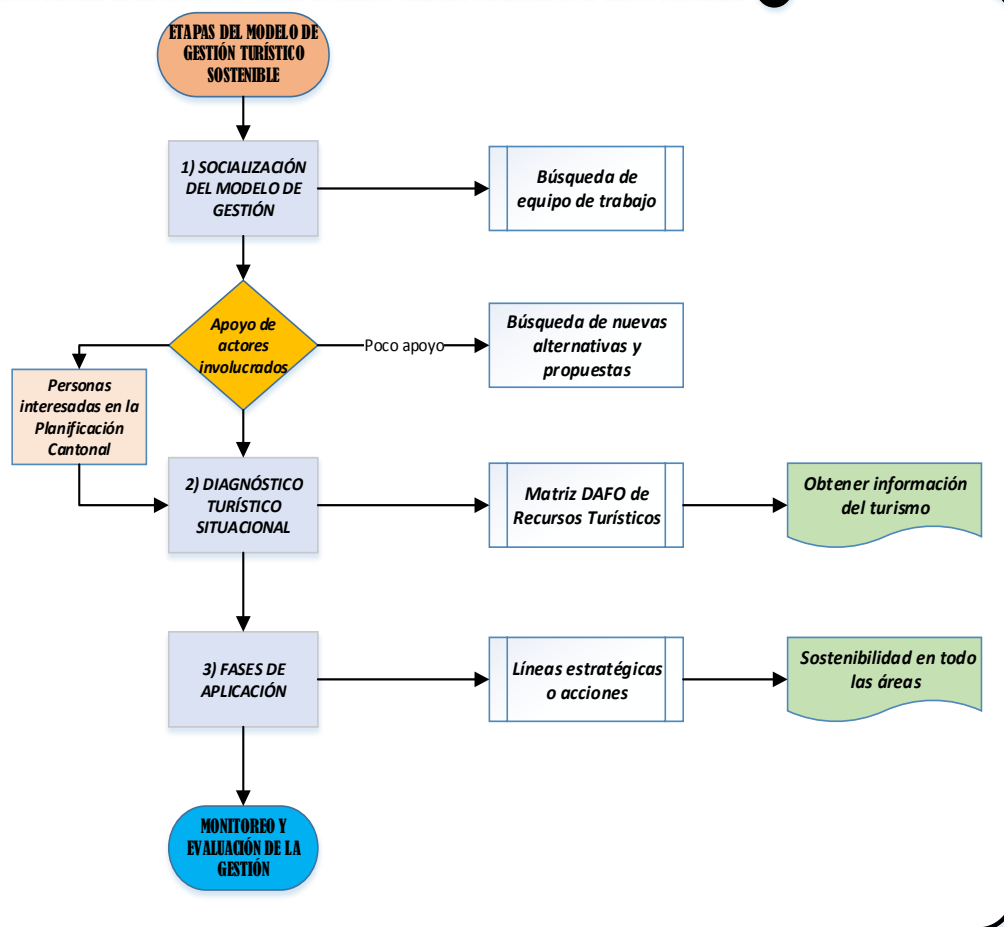 ETAPAS DEL MODELO DE
GESTIÓN TURÍSTICO
SOSTENIBLE
1) SOCIALIZACIÓN
DEL MODELO DE
GESTIÓN
Búsqueda de
equipo de trabajo
Apoyo de
actores
involucrados
Poco apoyo
Búsqueda de nuevas
alternativas y
propuestas
Personas
interesadas en la
Planificación
Cantonal
2) DIAGNÓSTICO
TURÍSTICO
SITUACIONAL
Matriz DAFO de
Recursos Turísticos
Obtener información
del turismo
3) FASES DE
APLICACIÓN
Líneas estratégicas
o acciones
Sostenibilidad en todo
las áreas
MONITOREO Y
EVALUACIÓN DE LA
GESTIÓN